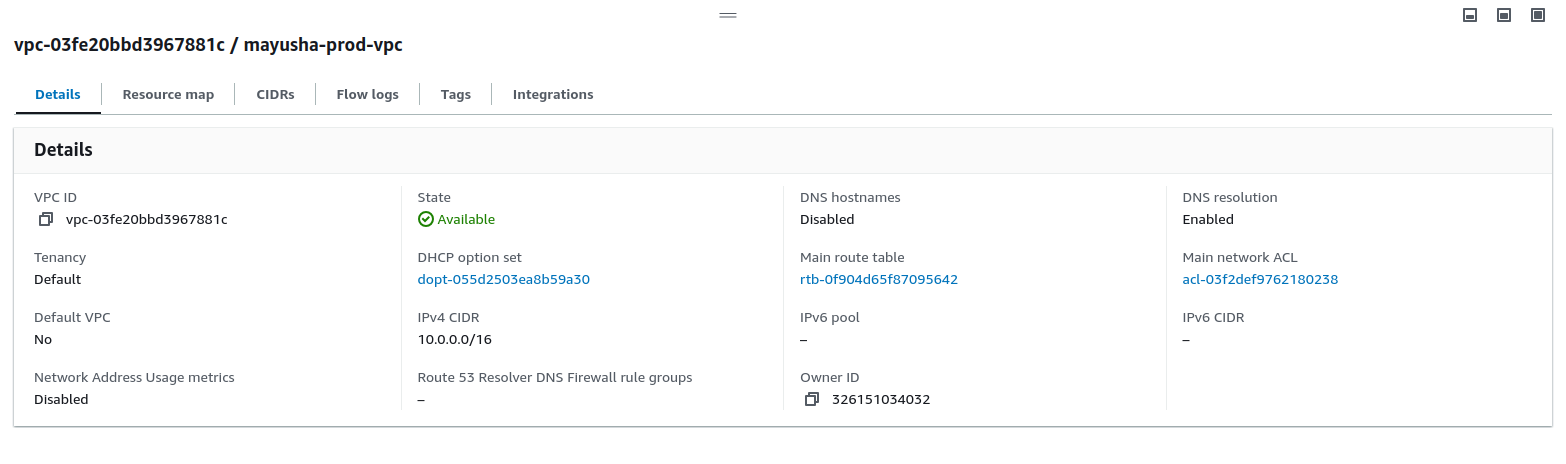 vpc-03fe20bbd3967881c / mayusha-prod-vpc
Details Resource map CIDRs Flow logs Tags Integrations
Details
VPC ID State DNS hostnames DNS resolution
vpc-03fe20bbd3967881c Available Disabled Enabled
Tenancy DHCP option set Main route table Main network ACL
Default dopt-055d2503ea8b59a30 rtb-0f904d65f87095642 acl-03f2def9762180238
Default VPC IPv4 CIDR IPv6 pool IPv6 CIDR
No 10.0.0.0/16 – –
Network Address Usage metrics Route 53 Resolver DNS Firewall rule groups Owner ID
Disabled – 326151034032